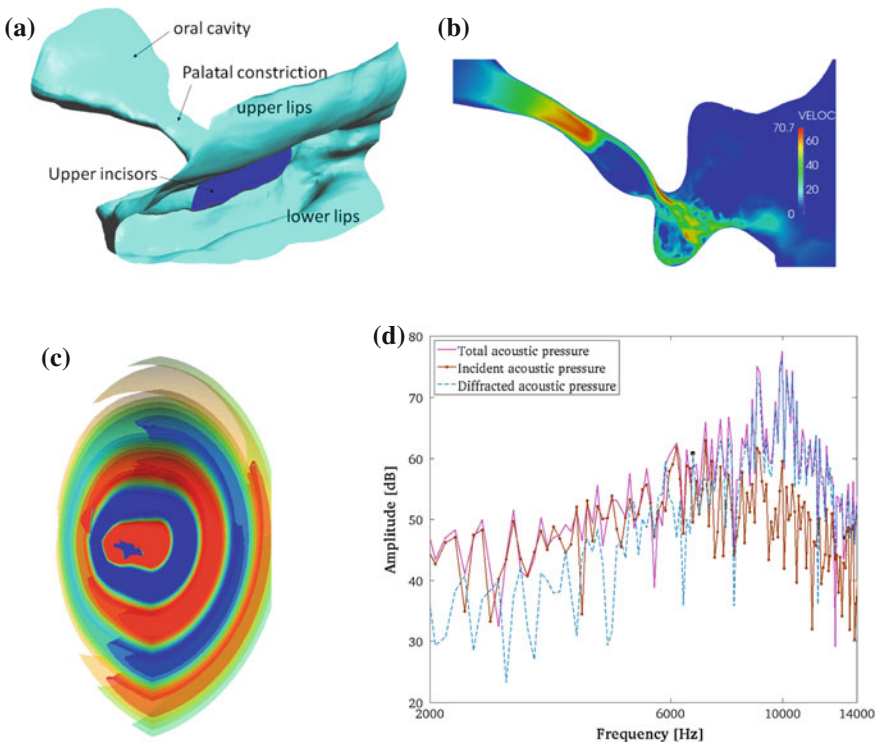 (a)
oral cavity
Palatal constriction
upper lips
Upper incisors
lower lips
(b)
VELOC
70.7
60
40
20
0
(c)
(d)
80
70
60
50
40
30
20
Amplitude [dB]
Total acoustic pressure
Incident acoustic pressure
Diffracted acoustic pressure
2000
6000
10000
14000
Frequency [Hz]